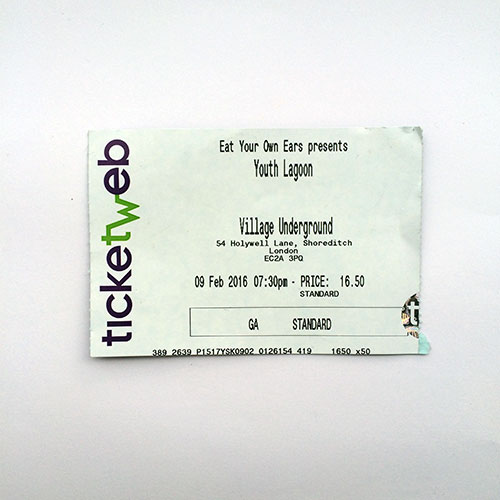 ticketweb
Eat Your Own Ears presents
Youth Lagoon
Village Underground
54 Holywell Lane, Shoreditch
London
EC2A 3PQ
09 Feb 2016 07:30pm - PRICE: 16.50
STANDARD
GA STANDARD
389 2639 P1517YSK0902 0126154 419 1650 x50